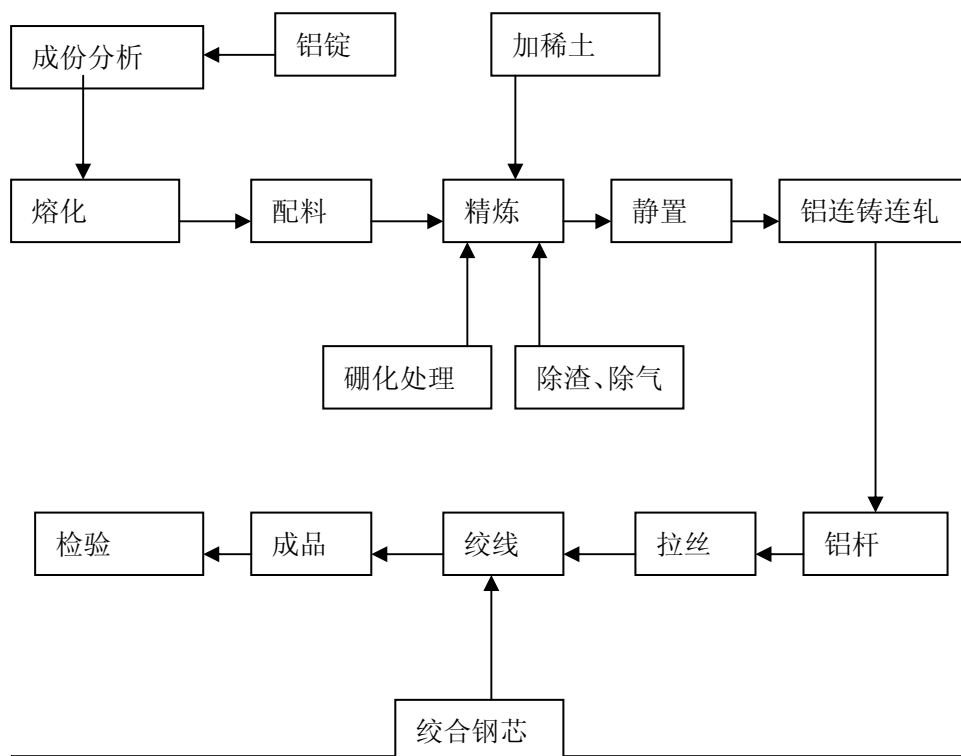 成份分析
铝锭
加稀土
熔化
配料
精炼
静置
铝连铸连轧
硼化处理
除渣、除气
检验
成品
绞线
拉丝
铝杆
绞合钢芯